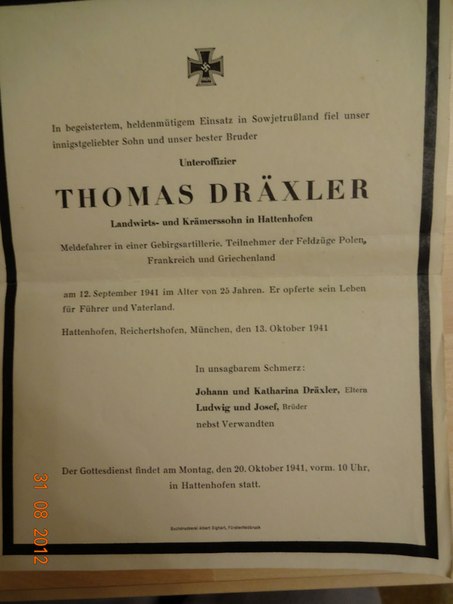 In begeistertem, heldenmütigem Einsatz in Sowjetrußland fiel unser
innigstgeliebter Sohn und unser bester Bruder
Unteroffizier
THOMAS DRÄXLER
Landwirts- und Krämerssohn in Hattenhofen
Meldefahrer in einer Gebirgsartillerie, Teilnehmer der Feldzüge Polen,
Frankreich und Griechenland
am 12. September 1941 im Alter von 25 Jahren. Er opferte sein Leben
für Führer und Vaterland.
Hattenhofen, Reichertshofen, München, den 13. Oktober 1941
In unsagbarem Schmerz:
Johann und Katharina Dräxler, Eltern
Ludwig und Josef, Brüder
nebst Verwandten
Der Gottesdienst findet am Montag, den 20. Oktober 1941, vorm. 10 Uhr,
in Hattenhofen statt.
Buchdruckerei Albert Sighart, Fürstenfeldbruck
31 08 2012